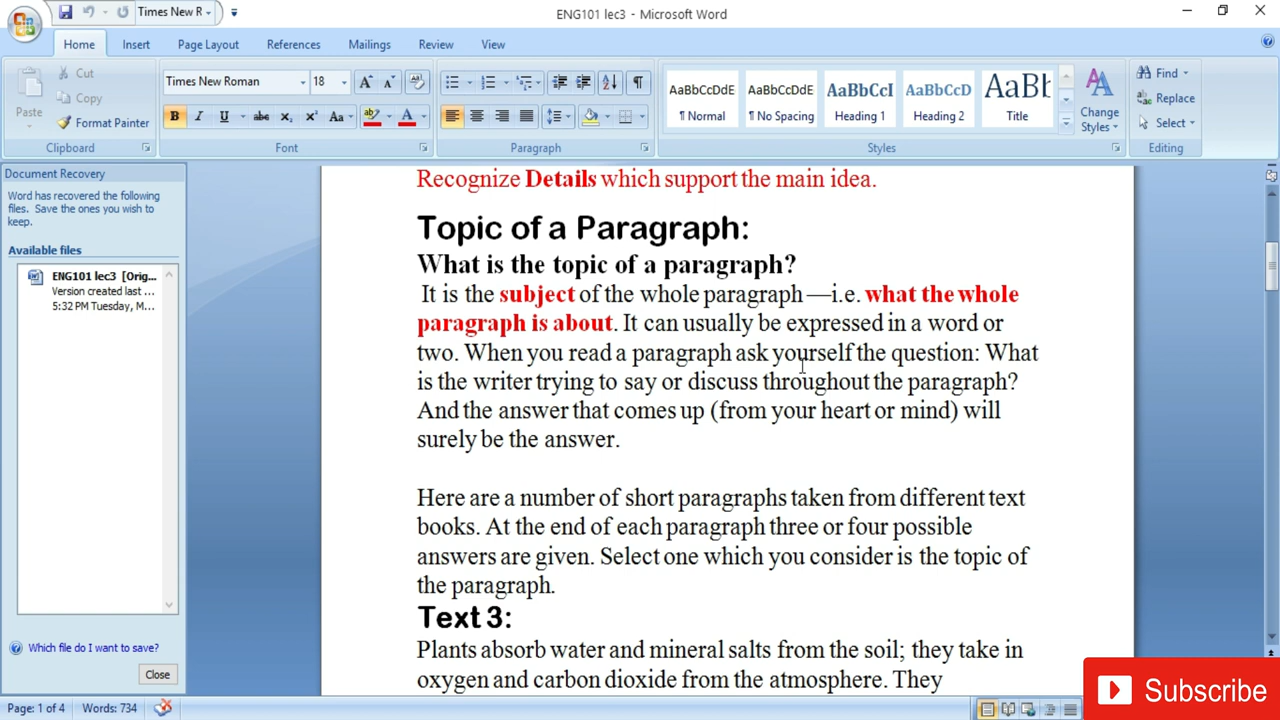 Times New R
ENG101 lec3 - Microsoft Word
Home Insert Page Layout References Mailings Review View
Paste
Cut
Copy
Format Painter
Clipboard
Times New Roman 18
Font
Paragraph
AaBbCcDdE AaBbCcDdE AaBbCcI AaBbCcD AaBb
¶ Normal ¶ No Spacing Heading 1 Heading 2 Title
Change
Styles
Styles
Find
Replace
Select
Editing
Document Recovery
Word has recovered the following
files. Save the ones you wish to
keep.
Available files
ENG101 lec3 [Orig...
Version created last ...
5:32 PM Tuesday, M...
Which file do I want to save?
Close
Recognize Details which support the main idea.
Topic of a Paragraph:
What is the topic of a paragraph?
It is the subject of the whole paragraph —i.e. what the whole
paragraph is about. It can usually be expressed in a word or
two. When you read a paragraph ask yourself the question: What
is the writer trying to say or discuss throughout the paragraph?
And the answer that comes up (from your heart or mind) will
surely be the answer.
Here are a number of short paragraphs taken from different text
books. At the end of each paragraph three or four possible
answers are given. Select one which you consider is the topic of
the paragraph.
Text 3:
Plants absorb water and mineral salts from the soil; they take in
oxygen and carbon dioxide from the atmosphere. They
Page: 1 of 4 Words: 734
Subscribe